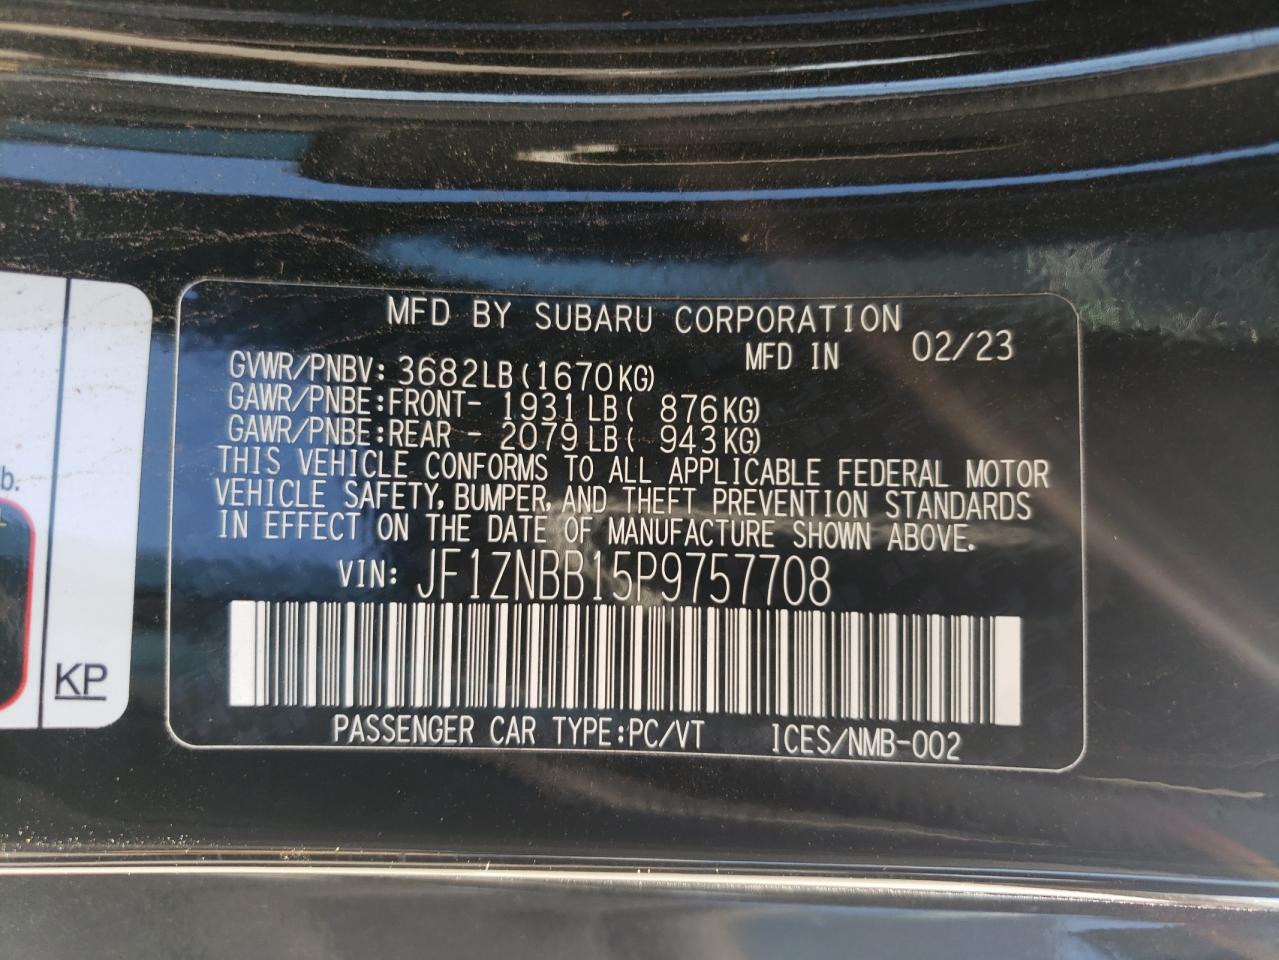 MFD BY SUBARU CORPORATION
MFD IN 02/23
GVWR/PNBV: 3682LB(1670KG)
GAWR/PNBE:FRONT- 1931LB( 876KG)
GAWR/PNBE:REAR - 2079LB( 943KG)
THIS VEHICLE CONFORMS TO ALL APPLICABLE FEDERAL MOTOR
VEHICLE SAFETY, BUMPER, AND THEFT PREVENTION STANDARDS
IN EFFECT ON THE DATE OF MANUFACTURE SHOWN ABOVE.
VIN: JF1ZNBB15P9757708
PASSENGER CAR TYPE:PC/VT ICES/NMB-002
b.
KP